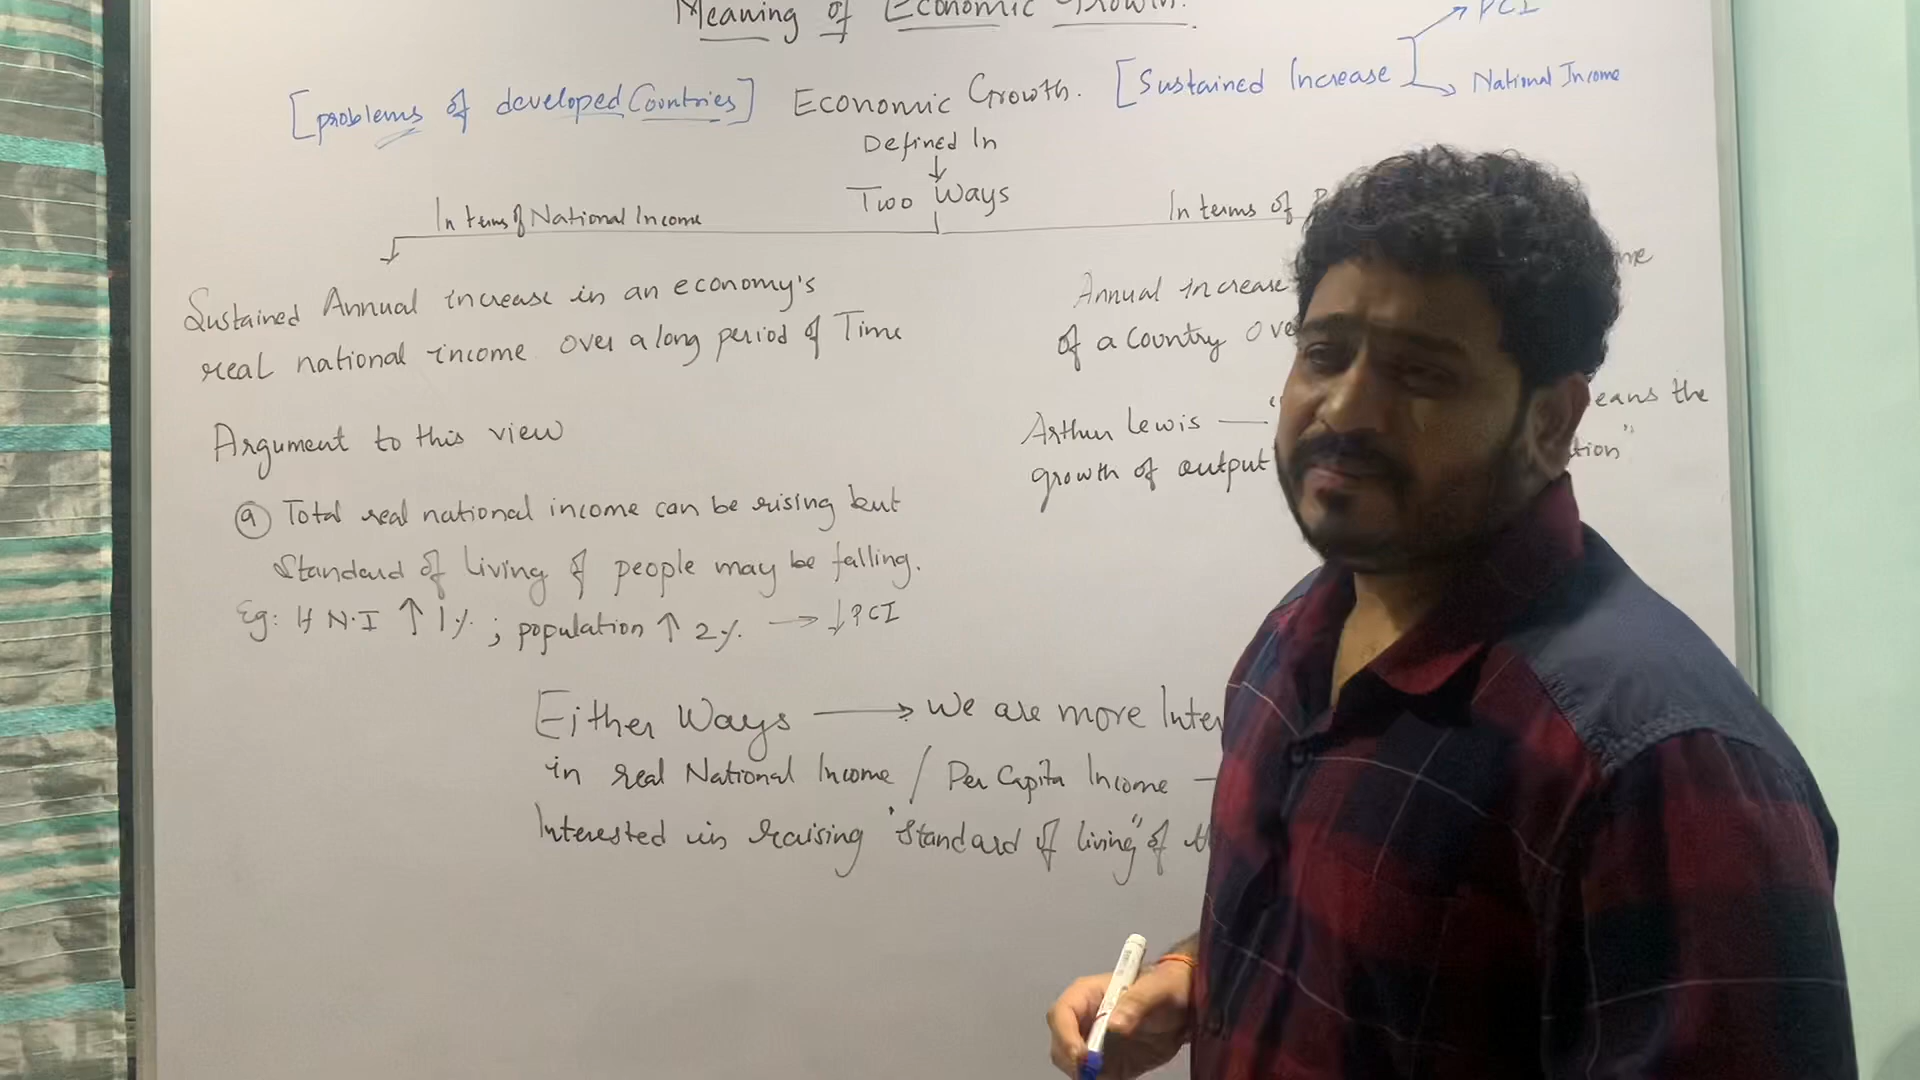 Meaning of Economic Growth.
PCI
[problems of developed Countries] Economic Growth. [Sustained Increase
National Income
Defined In
Two Ways
In terms of National Income
In terms of
Sustained Annual increase in an economy's
real national income over a long period of Time
Annual increase
of a Country
Argument to this view
Arthur Lewis — eans the
growth of output tion"
(a) Total real national income can be rising but
Standard of Living of people may be falling.
Eg: If N.I ↑ 1%; population ↑ 2% → ↓ PCI
Either Ways → We are more
in real National Income / Per Capita Income →
Interested in raising "Standard of living" of